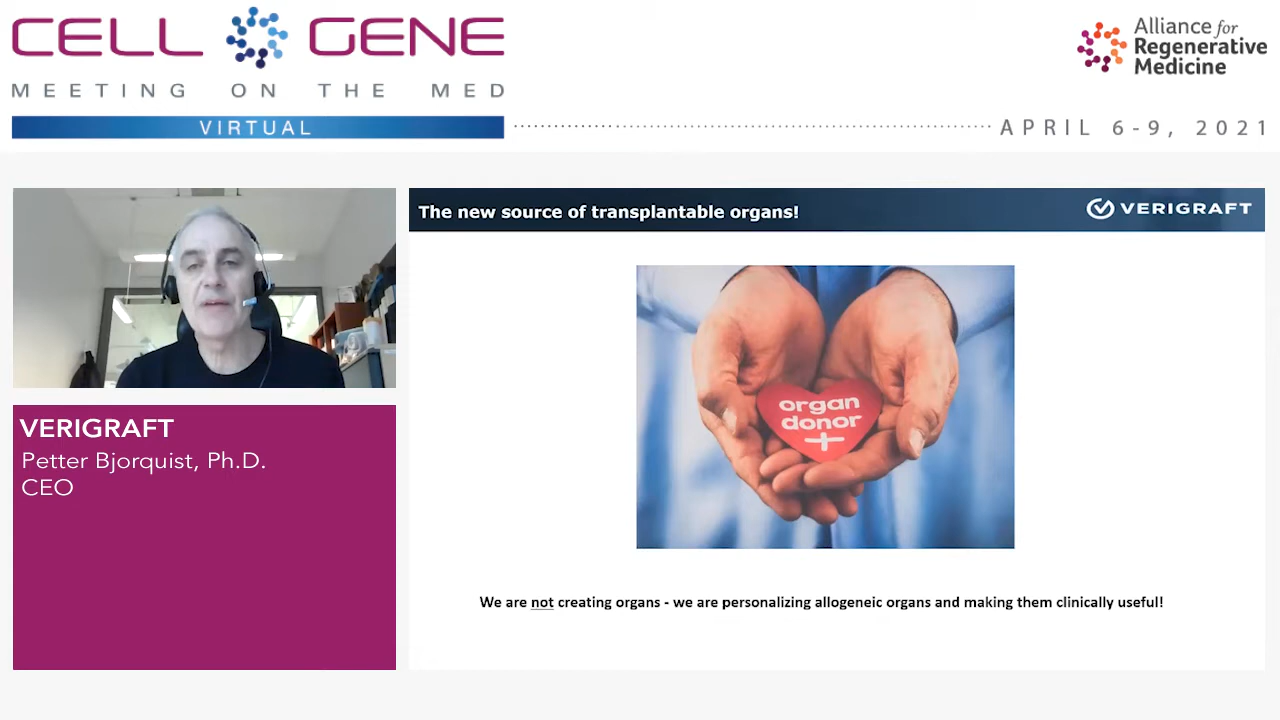 CELL GENE
MEETING ON THE MED
VIRTUAL
Alliance for
Regenerative
Medicine
APRIL 6-9, 2021
The new source of transplantable organs!
VERIGRAFT
organ
donor
+
We are not creating organs - we are personalizing allogeneic organs and making them clinically useful!
VERIGRAFT
Petter Bjorquist, Ph.D.
CEO